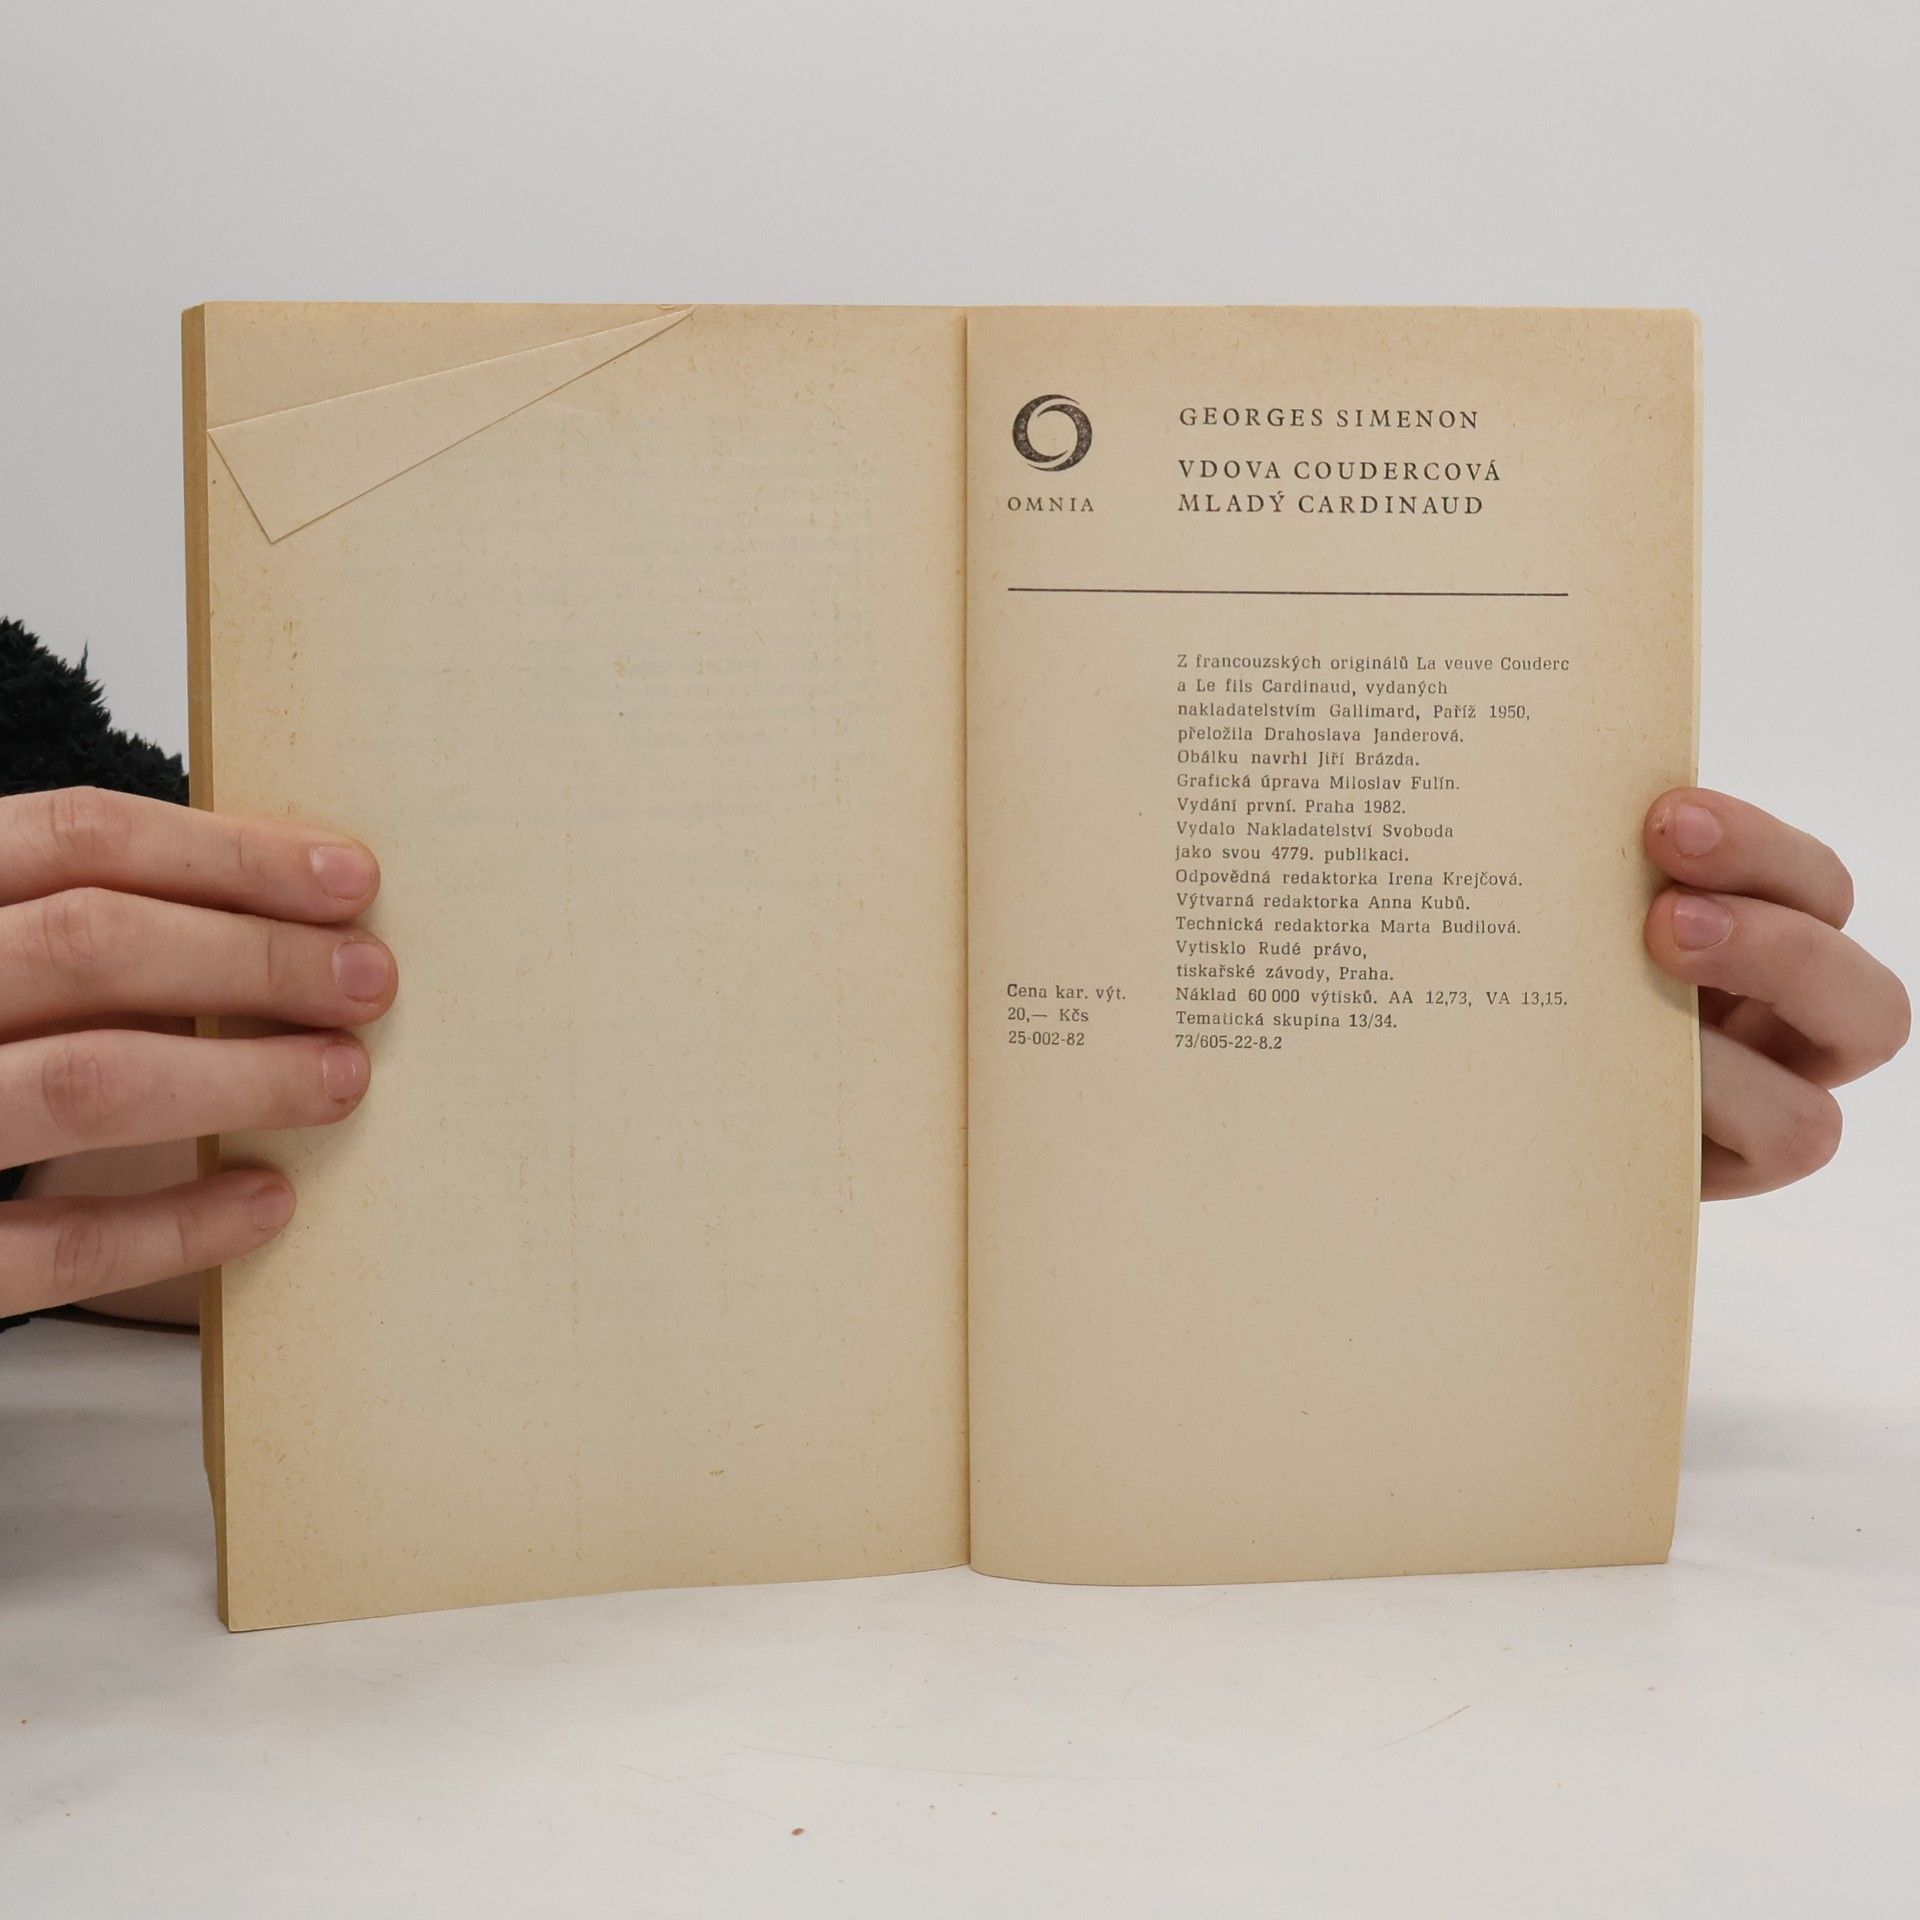 OMNIA
GEORGES SIMENON
VDOVA COUDERCOVÁ
MLADÝ CARDINAUD
Z francouzských originálů La veuve Couderc
a Le fils Cardinaud, vydaných
nakladatelstvím Gallimard, Paříž 1950,
přeložila Drahoslava Janderová.
Obálku navrhl Jiří Brázda.
Grafická úprava Miloslav Fulín.
Vydání první. Praha 1982.
Vydalo Nakladatelství Svoboda
jako svou 4779. publikaci.
Odpovědná redaktorka Irena Krejčová.
Výtvarná redaktorka Anna Kubů.
Technická redaktorka Marta Budilová.
Vytisklo Rudé právo,
tiskařské závody, Praha.
Náklad 60 000 výtisků. AA 12,73, VA 13,15.
Tematická skupina 13/34.
73/605-22-8.2
Cena kar. výt.
20,— Kčs
25-002-82